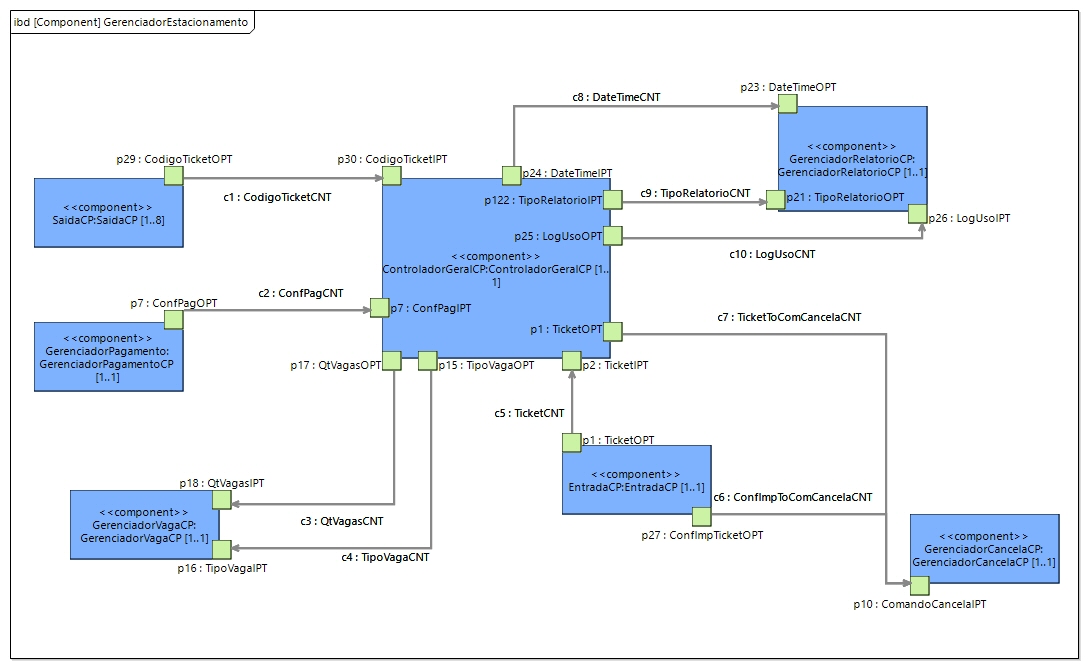 ibd [Component] GerenciadorEstacionamento
p23 : DateTimeOPT
c8 : DateTimeCNT
<<component>>
GerenciadorRelatorioCP:
GerenciadorRelatorioCP [1..1]
p29 : CodigoTicketOPT
p30 : CodigoTicketIPT
p24 : DateTimeIPT
c1 : CodigoTicketCNT
<<component>>
SaidaCP:SaidaCP [1..8]
p122 : TipoRelatorioIPT
c9 : TipoRelatorioCNT
p21 : TipoRelatorioOPT
p26 : LogUsoIPT
p25 : LogUsoOPT
c10 : LogUsoCNT
<<component>>
ControladorGeralCP:ControladorGeralCP [1..
1]
c2 : ConfPagCNT
p7 : ConfPagOPT
p7 : ConfPagIPT
c7 : TicketToComCancelaCNT
p1 : TicketOPT
<<component>>
GerenciadorPagamento:
GerenciadorPagamentoCP
[1..1]
p17 : QtVagasOPT
p15 : TipoVagaOPT
p2 : TicketIPT
c5 : TicketCNT
p1 : TicketOPT
<<component>>
EntradaCP:EntradaCP [1..1]
c6 : ConfImpToComCancelaCNT
p27 : ConfImpTicketOPT
p18 : QtVagasIPT
<<component>>
GerenciadorVagaCP:
GerenciadorVagaCP [1..1]
c3 : QtVagasCNT
c4 : TipoVagaCNT
p16 : TipoVagaIPT
<<component>>
GerenciadorCancelaCP:
GerenciadorCancelaCP [1..1]
p10 : ComandoCancelaIPT